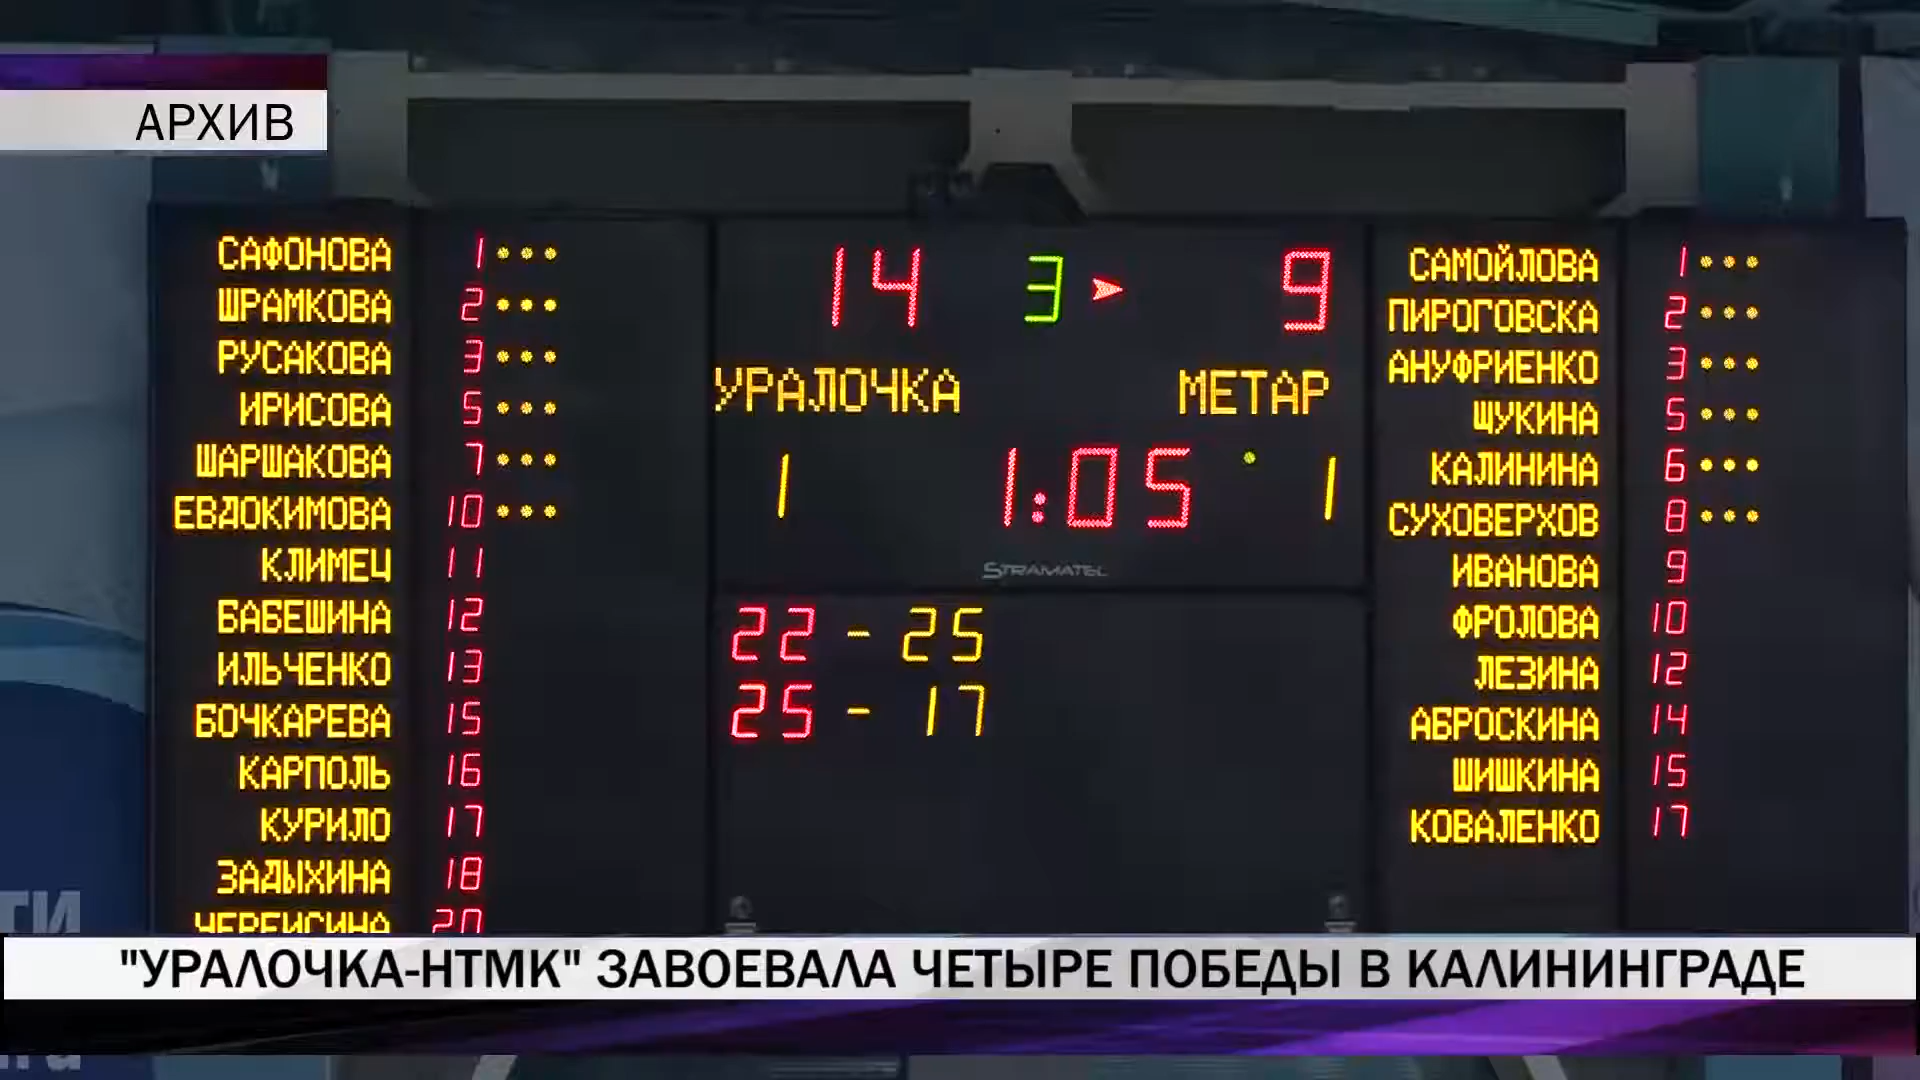 АРХИВ
САФОНОВА 1
ШРАМКОВА 2
РУСАКОВА 3
ИРИСОВА 5
ШАРШАКОВА 7
ЕВДОКИМОВА 10
КЛИМЕЦ 11
БАБЕШИНА 12
ИЛЬЧЕНКО 13
БОЧКАРЕВА 15
КАРПОЛЬ 16
КУРИЛО 17
ЗАДЫХИНА 18
20
14 3 9
УРАЛОЧКА МЕТАР
1 1:05 1
STRAMATEL
22 - 25
25 - 17
САМОЙЛОВА 1
ПИРОГОВСКА 2
АНУФРИЕНКО 3
ЩУКИНА 5
КАЛИНИНА 6
СУХОВЕРХОВ 8
ИВАНОВА 9
ФРОЛОВА 10
ЛЕЗИНА 12
АБРОСКИНА 14
ШИШКИНА 15
КОВАЛЕНКО 17
"УРАЛОЧКА-НТМК" ЗАВОЕВАЛА ЧЕТЫРЕ ПОБЕДЫ В КАЛИНИНГРАДЕ